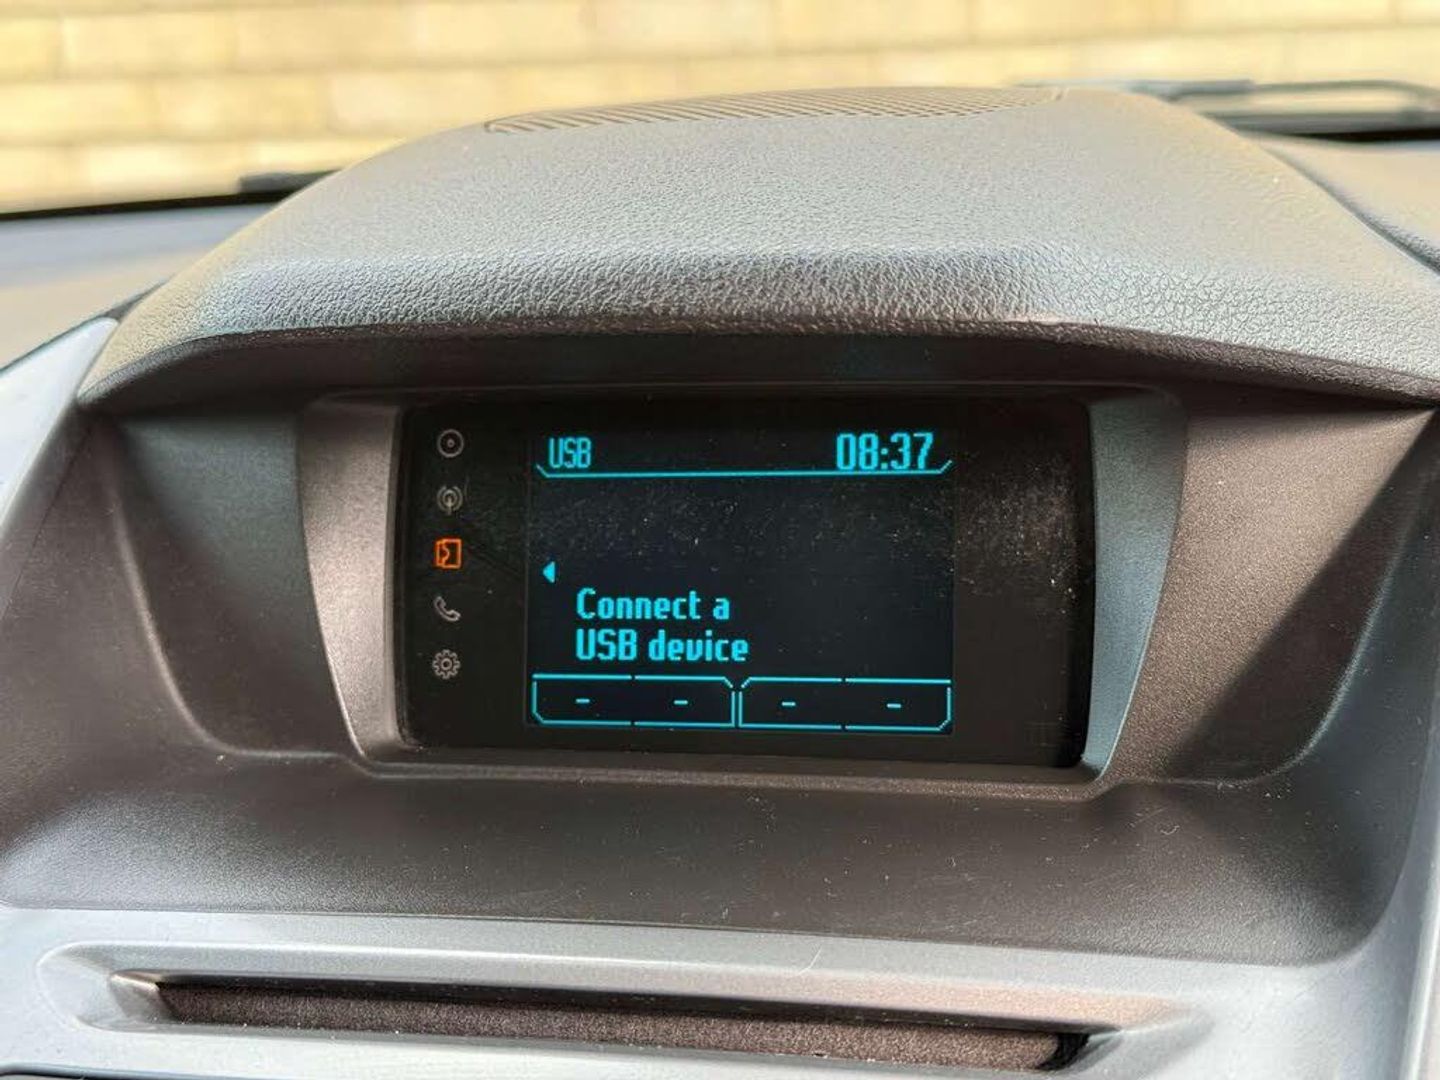 USB 08:37
Connect a
USB device
- - - -